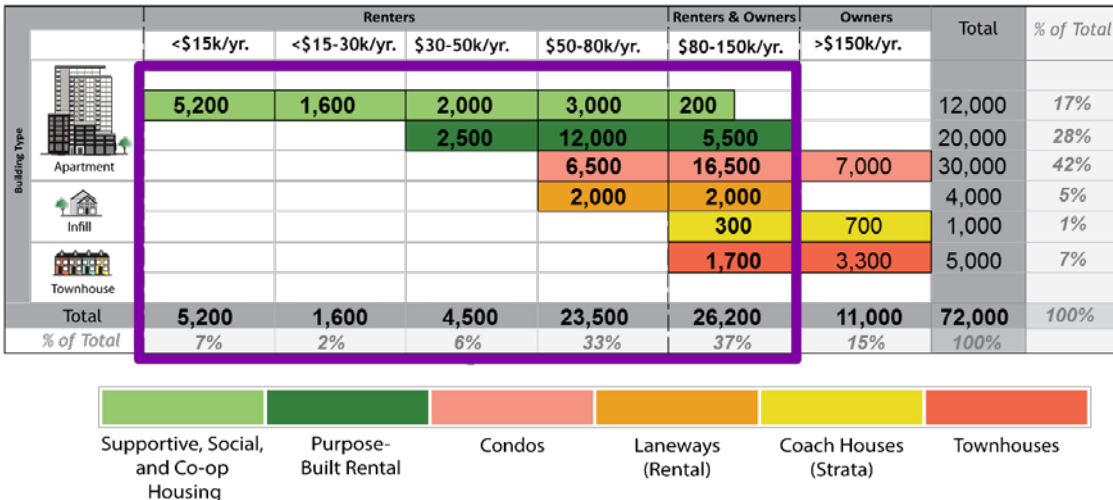 Renters Renters & Owners Owners Total % of Total
<$15k/yr. <$15-30k/yr. $30-50k/yr. $50-80k/yr. $80-150k/yr. >$150k/yr.
Building Type
5,200 1,600 2,000 3,000 200 12,000 17%
2,500 12,000 5,500 20,000 28%
Apartment 6,500 16,500 7,000 30,000 42%
2,000 2,000 4,000 5%
Infill 300 700 1,000 1%
1,700 3,300 5,000 7%
Townhouse
Total 5,200 1,600 4,500 23,500 26,200 11,000 72,000 100%
% of Total 7% 2% 6% 33% 37% 15% 100%
Supportive, Social, Purpose- Condos Laneways Coach Houses Townhouses
and Co-op Built Rental (Rental) (Strata)
Housing